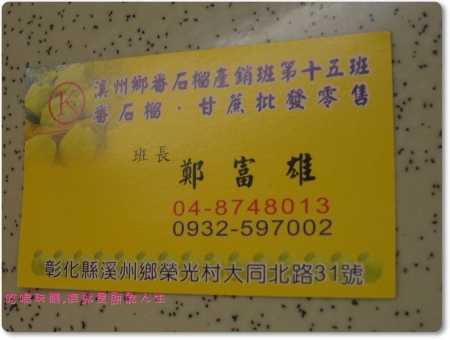 K
溪州鄉番石榴產銷班第十五班
番石榴．甘蔗批發零售
班長
鄭富雄
04-8748013
0932-597002
彰化縣溪州鄉榮光村大同北路31號